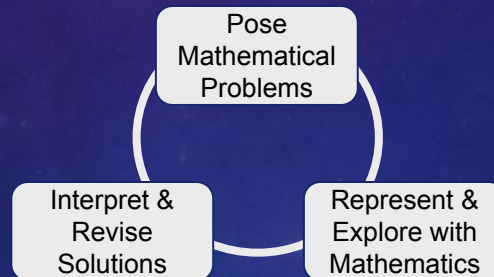 Pose
Mathematical
Problems
Interpret &
Revise
Solutions
Represent &
Explore with
Mathematics